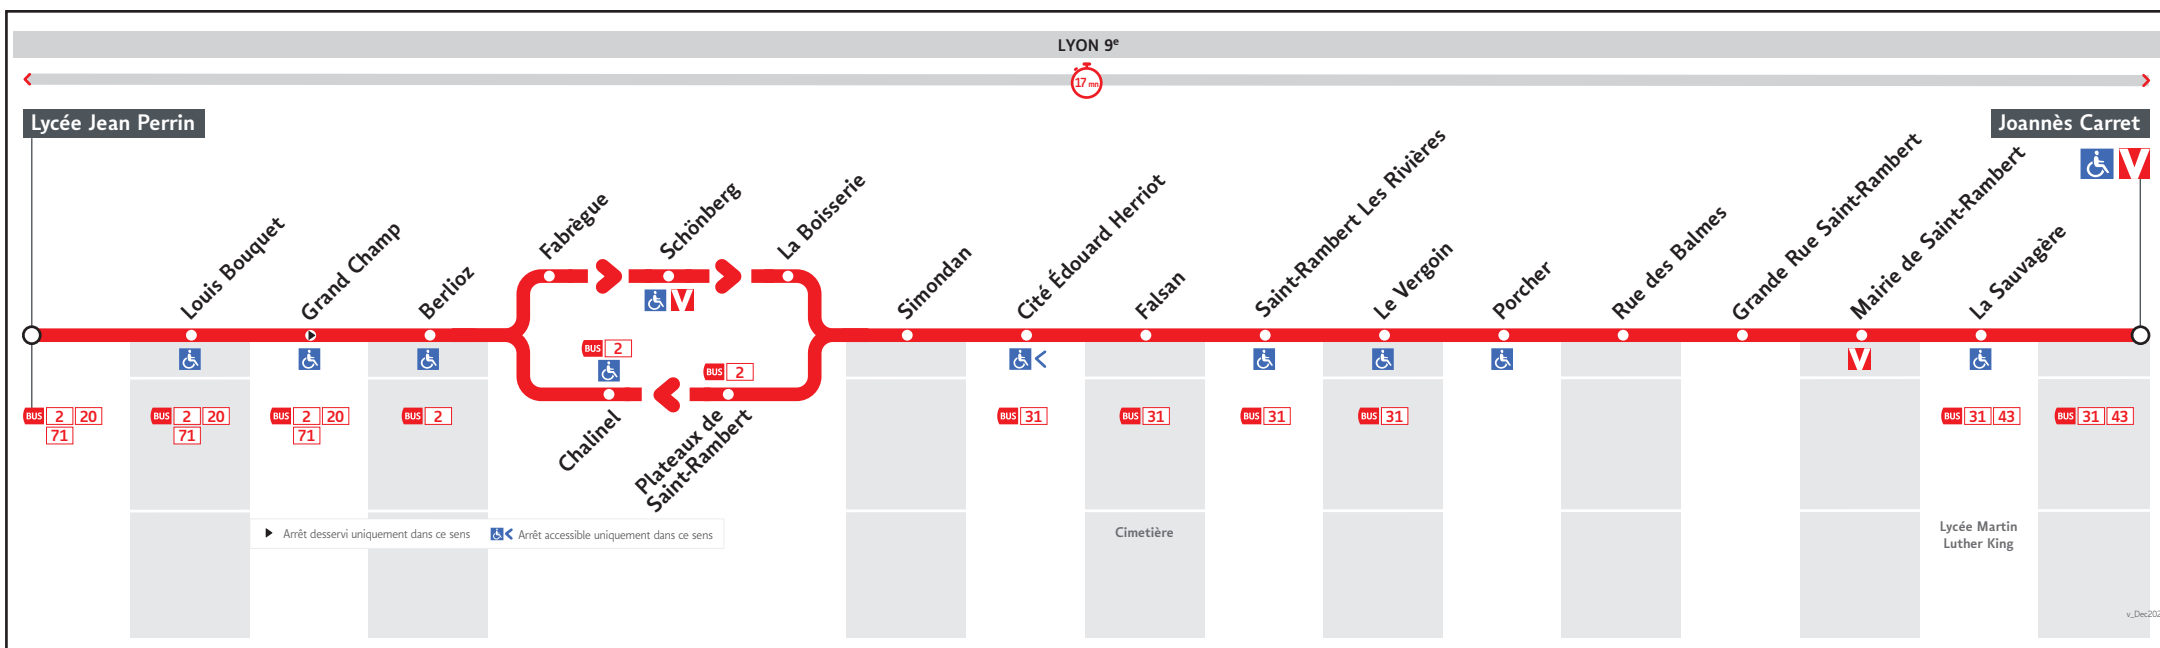 LYON 9e
17 mn
Lycée Jean Perrin
Joannès Carret
Louis Bouquet
Grand Champ
Berlioz
Fabrègue
Schönberg
La Boisserie
Simondan
Cité Édouard Herriot
Falsan
Saint-Rambert Les Rivières
Le Vergoin
Porcher
Rue des Balmes
Grande Rue Saint-Rambert
Mairie de Saint-Rambert
La Sauvagère
V
V
V
BUS 2
BUS 2
Chalinel
Plateaux de
Saint-Rambert
BUS 2 20
71
BUS 2 20
71
BUS 2 20
71
BUS 2
BUS 31
BUS 31
BUS 31
BUS 31
BUS 31 43
BUS 31 43
Arrêt desservi uniquement dans ce sens
Arrêt accessible uniquement dans ce sens
Cimetière
Lycée Martin
Luther King
v_Dec202